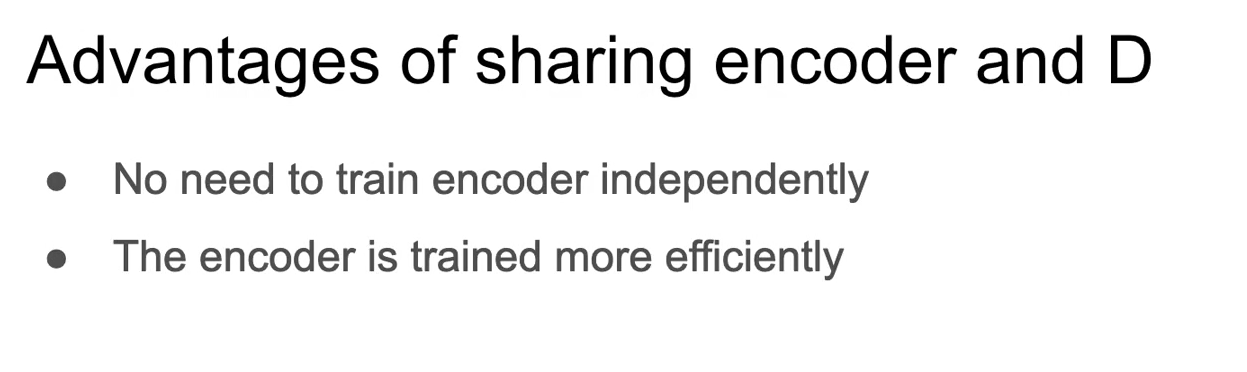 Advantages of sharing encoder and D
● No need to train encoder independently
● The encoder is trained more efficiently